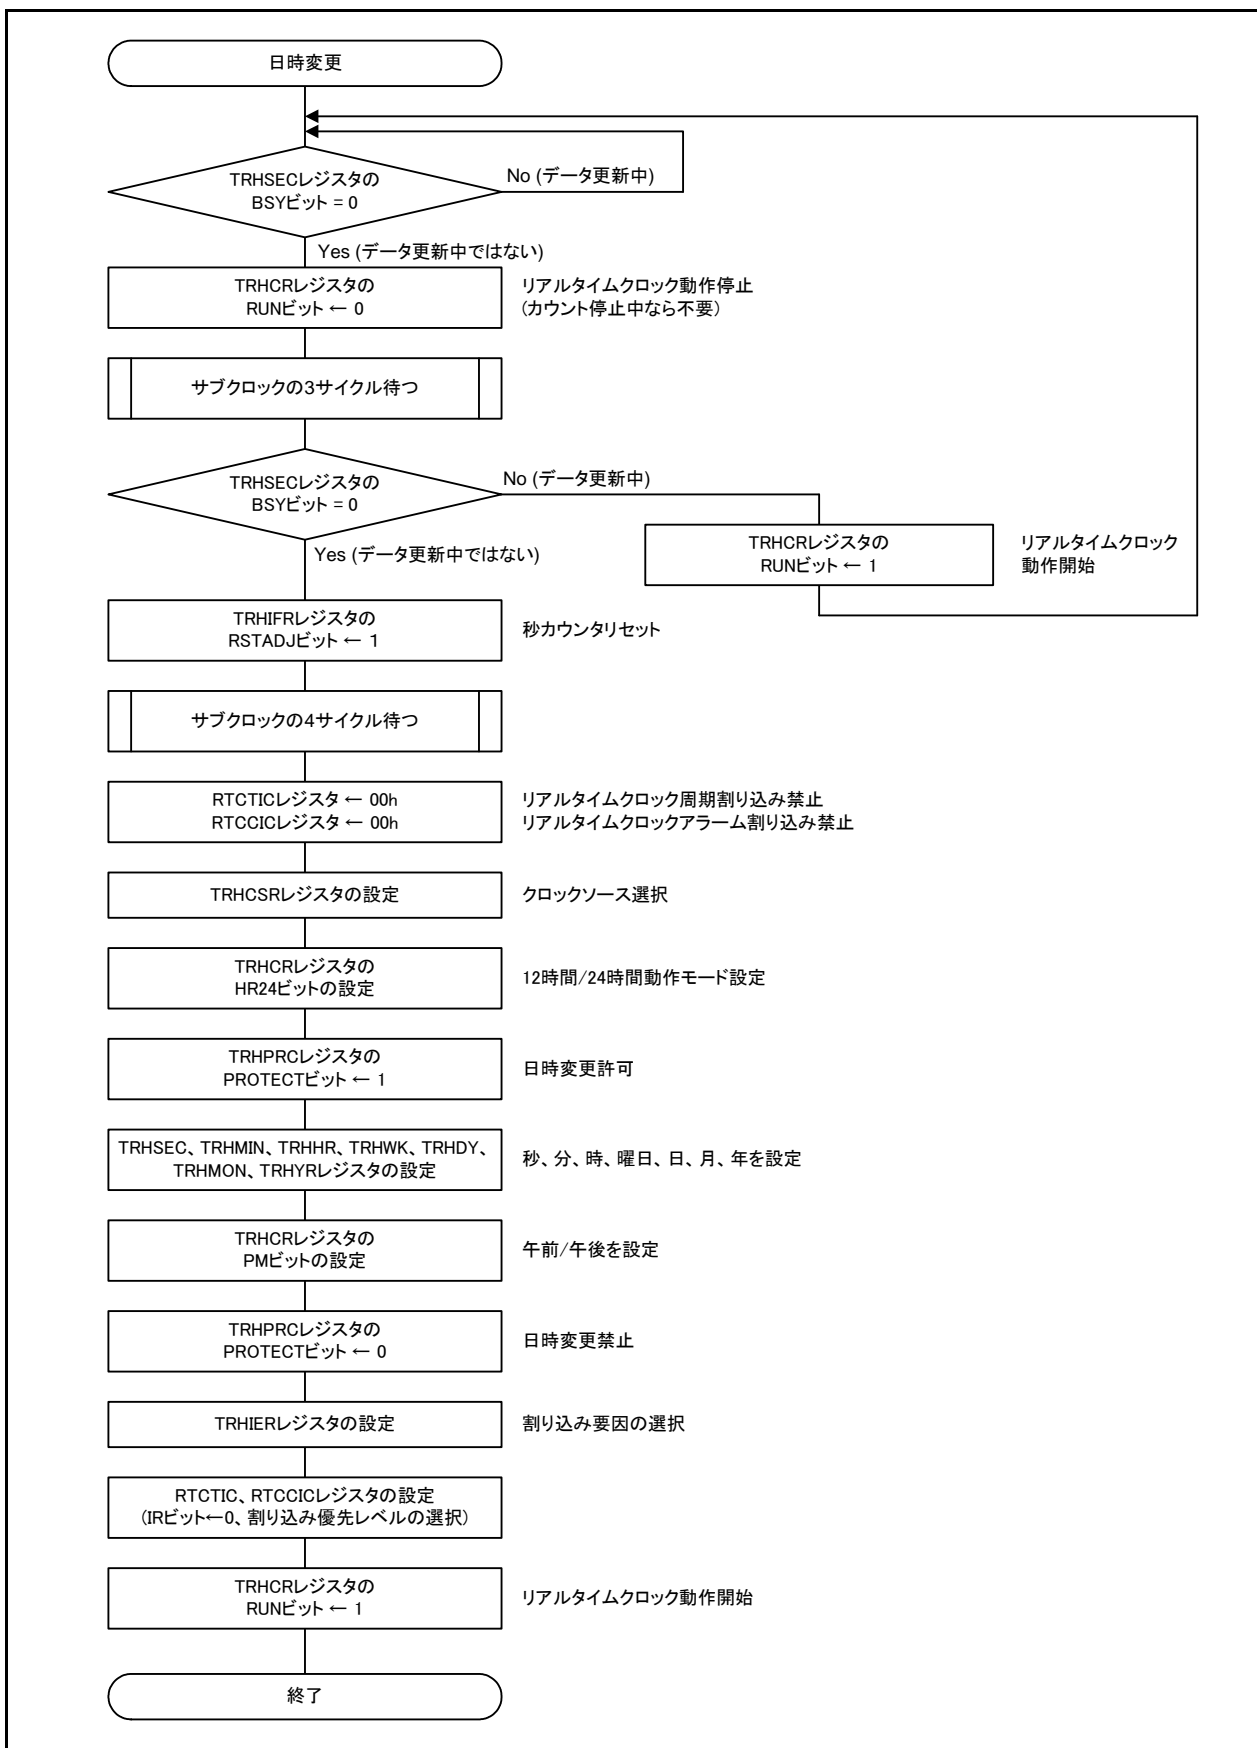 日時変更
TRHSECレジスタの
BSYビット = 0
No (データ更新中)
Yes (データ更新中ではない)
TRHCRレジスタの
RUNビット ← 0
リアルタイムクロック動作停止
(カウント停止中なら不要)
サブクロックの3サイクル待つ
TRHSECレジスタの
BSYビット = 0
No (データ更新中)
Yes (データ更新中ではない)
TRHCRレジスタの
RUNビット ← 1
リアルタイムクロック
動作開始
TRHIFRレジスタの
RSTADJビット ← 1
秒カウンタリセット
サブクロックの4サイクル待つ
RTCTICレジスタ ← 00h
RTCCICレジスタ ← 00h
リアルタイムクロック周期割り込み禁止
リアルタイムクロックアラーム割り込み禁止
TRHCSRレジスタの設定
クロックソース選択
TRHCRレジスタの
HR24ビットの設定
12時間/24時間動作モード設定
TRHPRCレジスタの
PROTECTビット ← 1
日時変更許可
TRHSEC、TRHMIN、TRHHR、TRHWK、TRHDY、
TRHMON、TRHYRレジスタの設定
秒、分、時、曜日、日、月、年を設定
TRHCRレジスタの
PMビットの設定
午前/午後を設定
TRHPRCレジスタの
PROTECTビット ← 0
日時変更禁止
TRHIERレジスタの設定
割り込み要因の選択
RTCTIC、RTCCICレジスタの設定
(IRビット←0、割り込み優先レベルの選択)
TRHCRレジスタの
RUNビット ← 1
リアルタイムクロック動作開始
終了